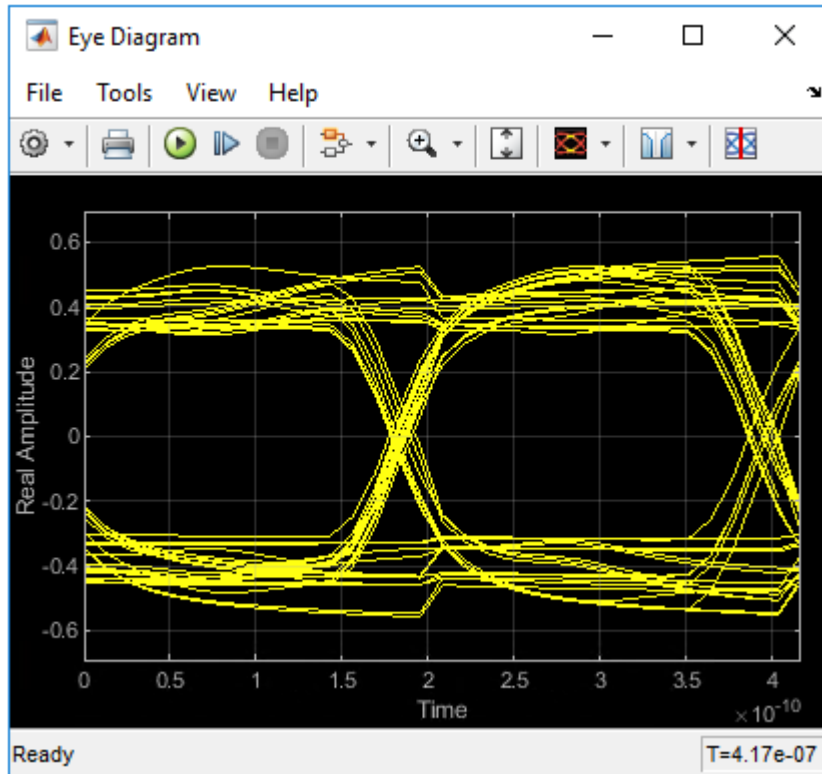 Eye Diagram
File Tools View Help
0.6
0.4
0.2
0
-0.2
-0.4
-0.6
Real Amplitude
0 0.5 1 1.5 2 2.5 3 3.5 4
Time
×10⁻¹⁰
Ready T=4.17e-07